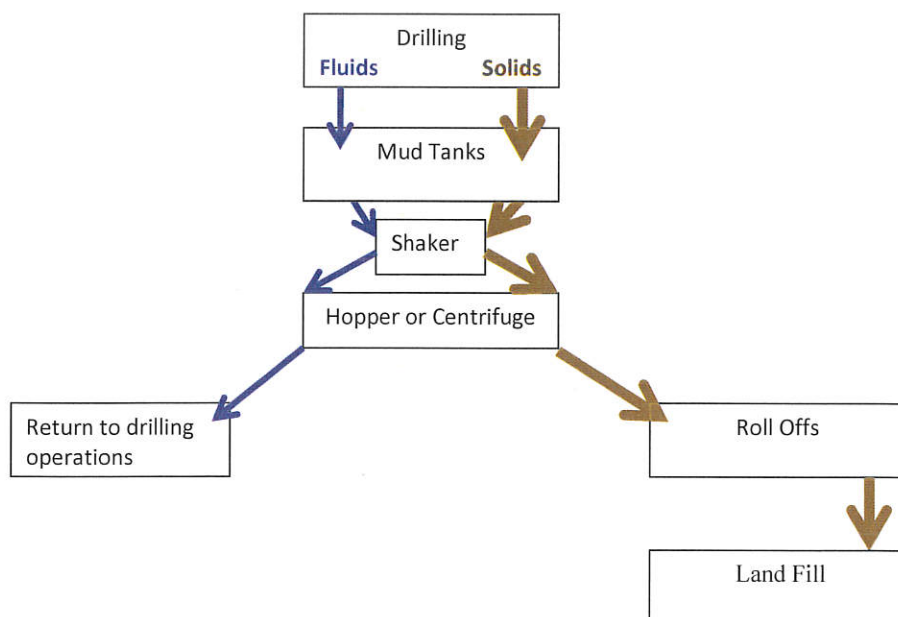 Drilling
Fluids Solids
Mud Tanks
Shaker
Hopper or Centrifuge
Return to drilling
operations
Roll Offs
Land Fill